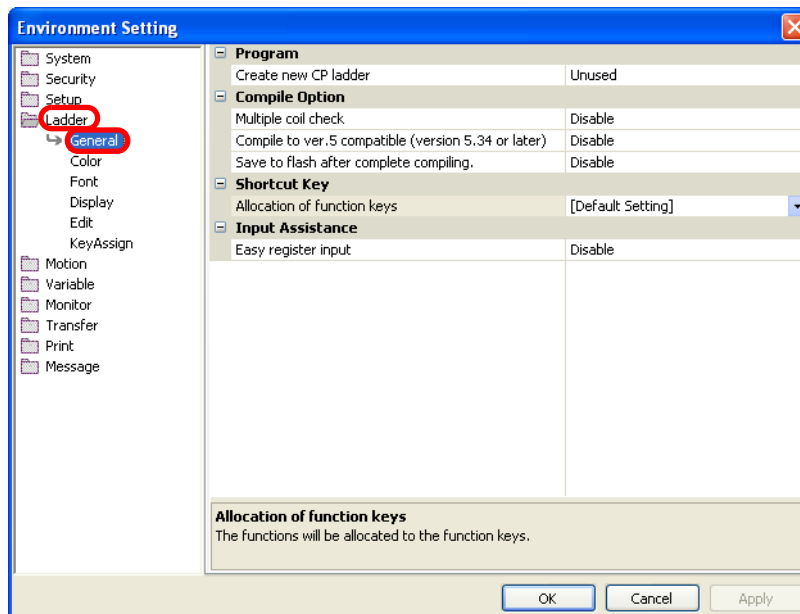 Environment Setting
System
Security
Setup
Ladder
General
Color
Font
Display
Edit
KeyAssign
Motion
Variable
Monitor
Transfer
Print
Message
Program
Create new CP ladder Unused
Compile Option
Multiple coil check Disable
Compile to ver.5 compatible (version 5.34 or later) Disable
Save to flash after complete compiling. Disable
Shortcut Key
Allocation of function keys [Default Setting]
Input Assistance
Easy register input Disable
Allocation of function keys
The functions will be allocated to the function keys.
OK Cancel Apply